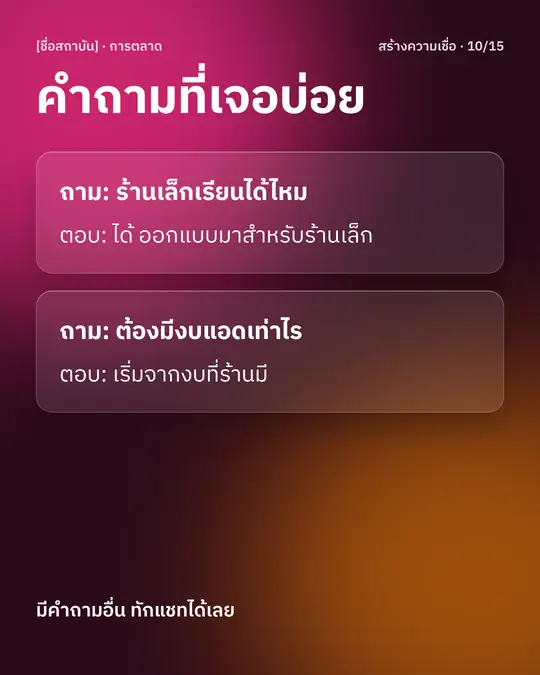 [ชื่อสถาบัน] · การตลาด
สร้างความเชื่อ · 10/15
คำถามที่เจอบ่อย
ถาม: ร้านเล็กเรียนได้ไหม
ตอบ: ได้ ออกแบบมาสำหรับร้านเล็ก
ถาม: ต้องมีงบแอดเท่าไร
ตอบ: เริ่มจากงบที่ร้านมี
มีคำถามอื่น ทักแชทได้เลย